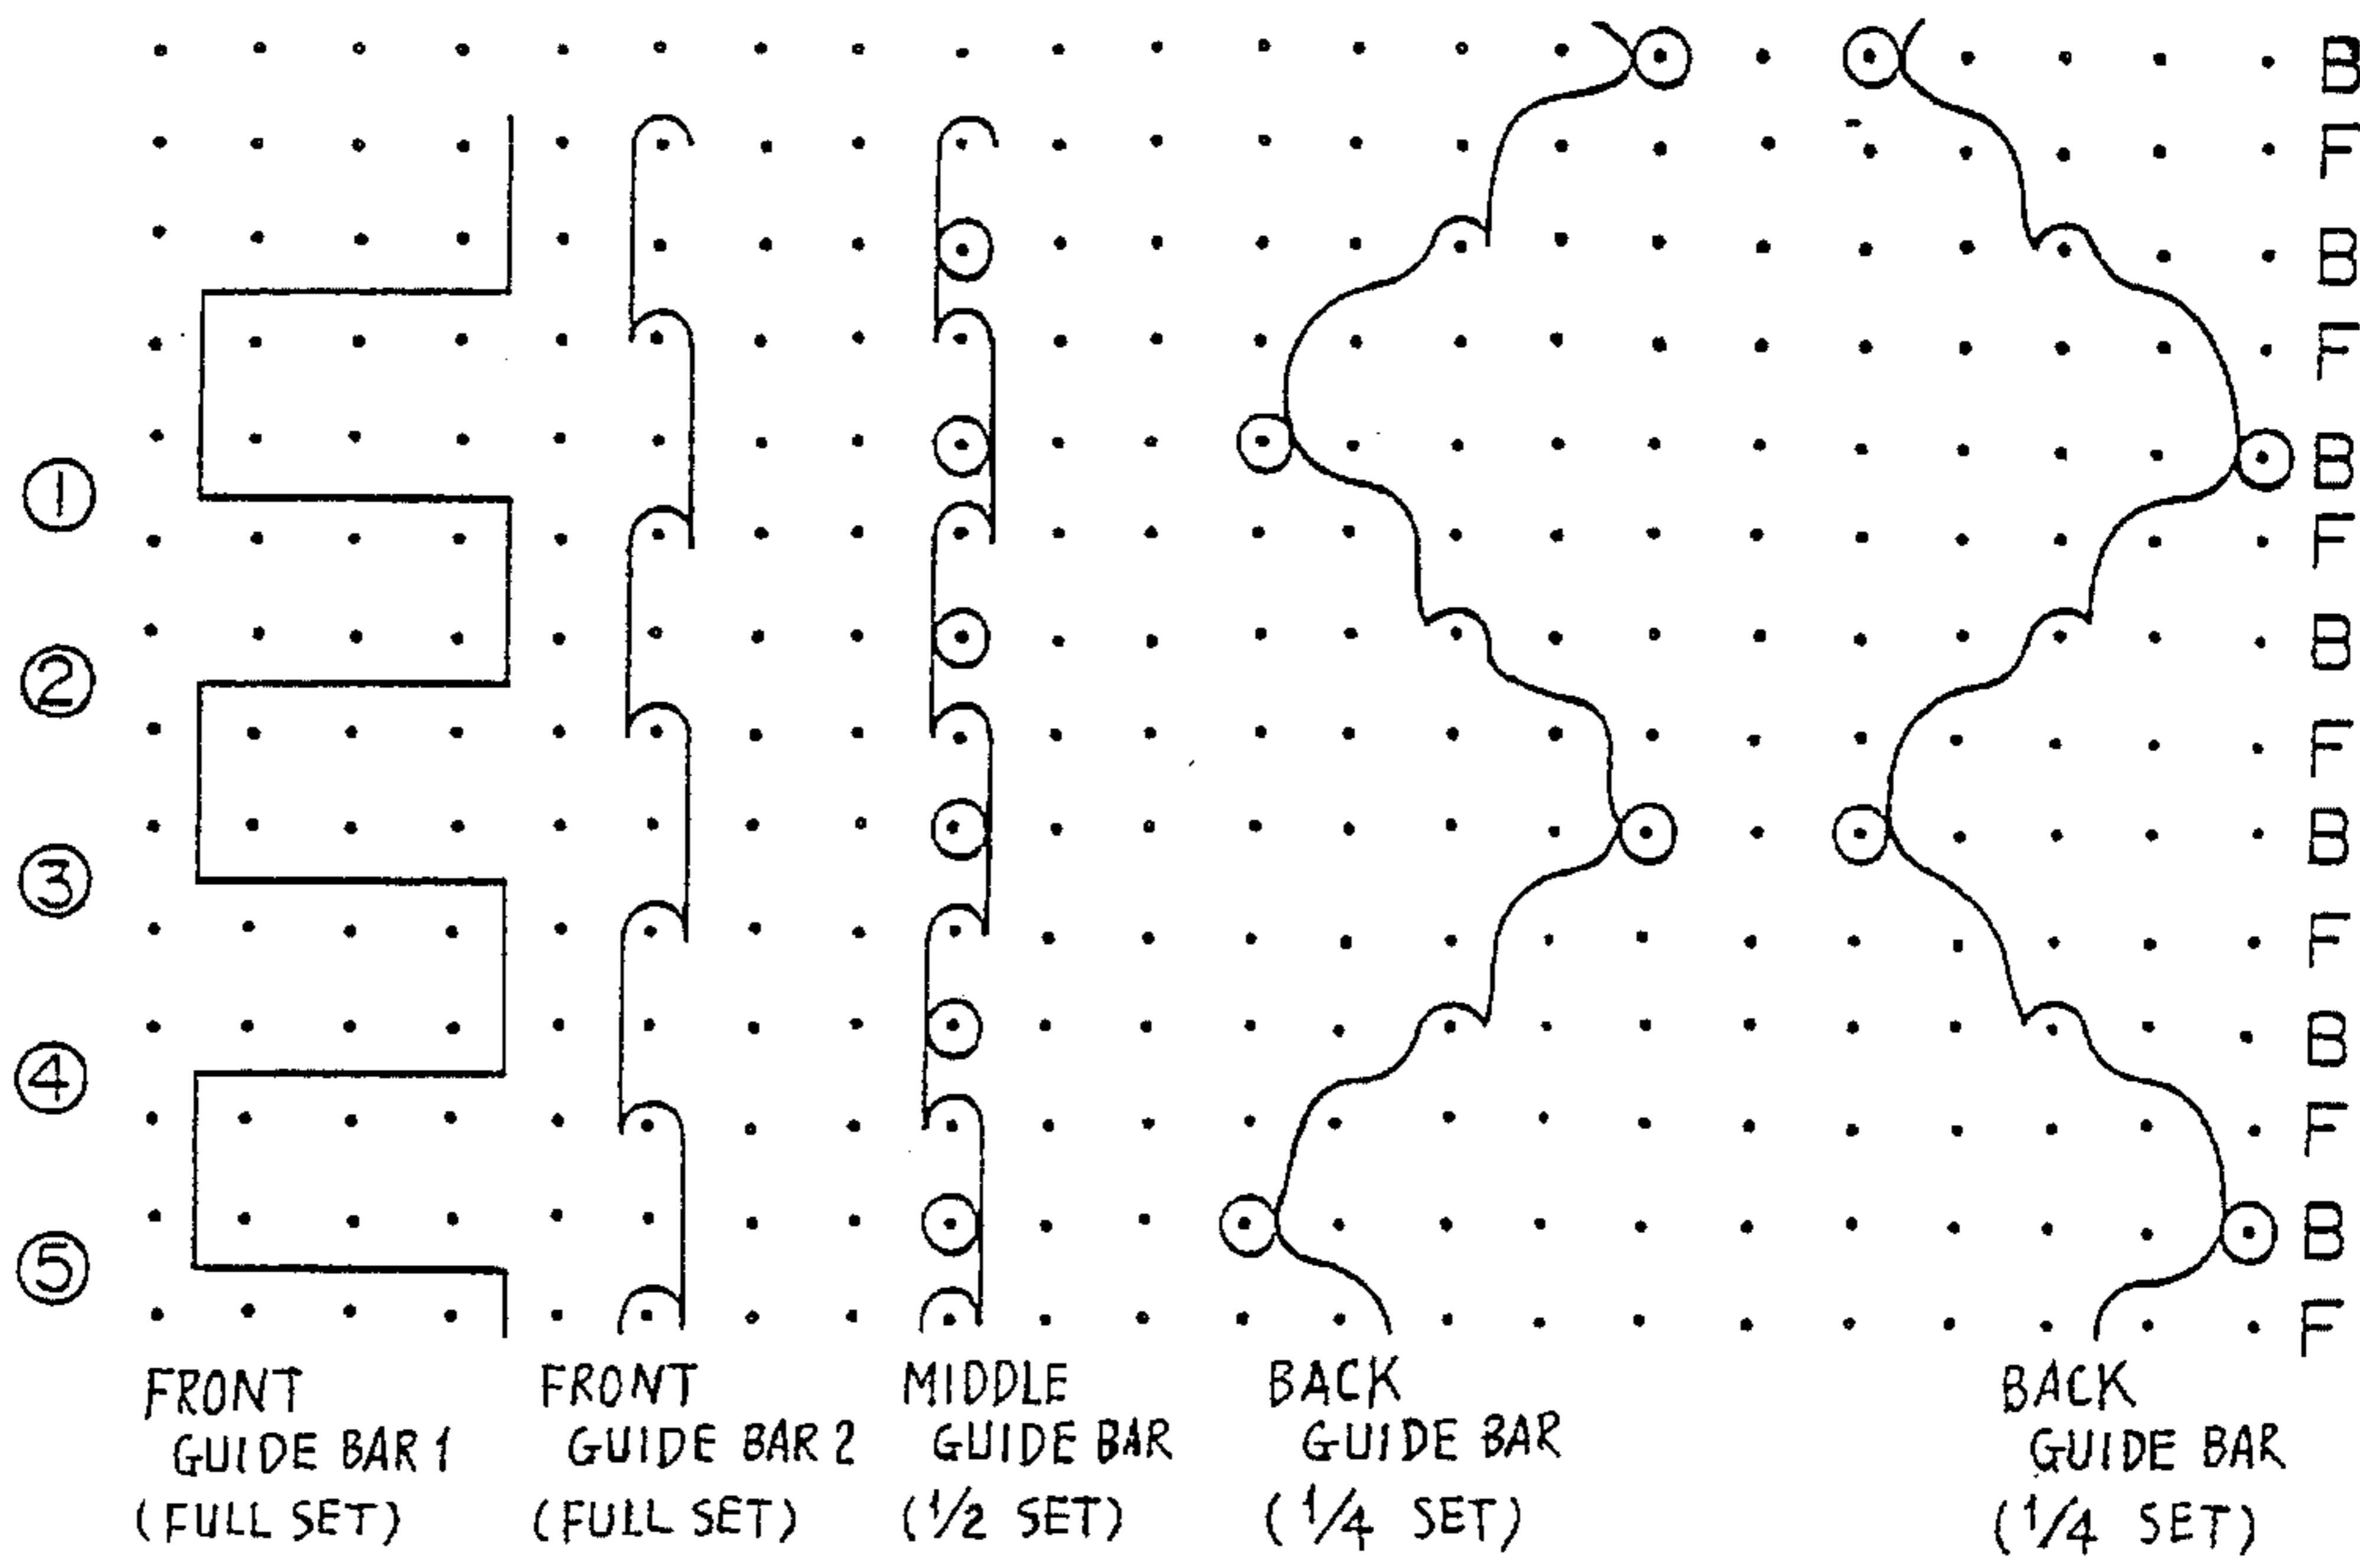 B
F
B
F
B
①
F
B
②
F
B
③
F
B
④
F
B
⑤
F
FRONT
GUIDE BAR 1
(FULL SET)
FRONT
GUIDE BAR 2
(FULL SET)
MIDDLE
GUIDE BAR
(1/2 SET)
BACK
GUIDE BAR
(1/4 SET)
BACK
GUIDE BAR
(1/4 SET)